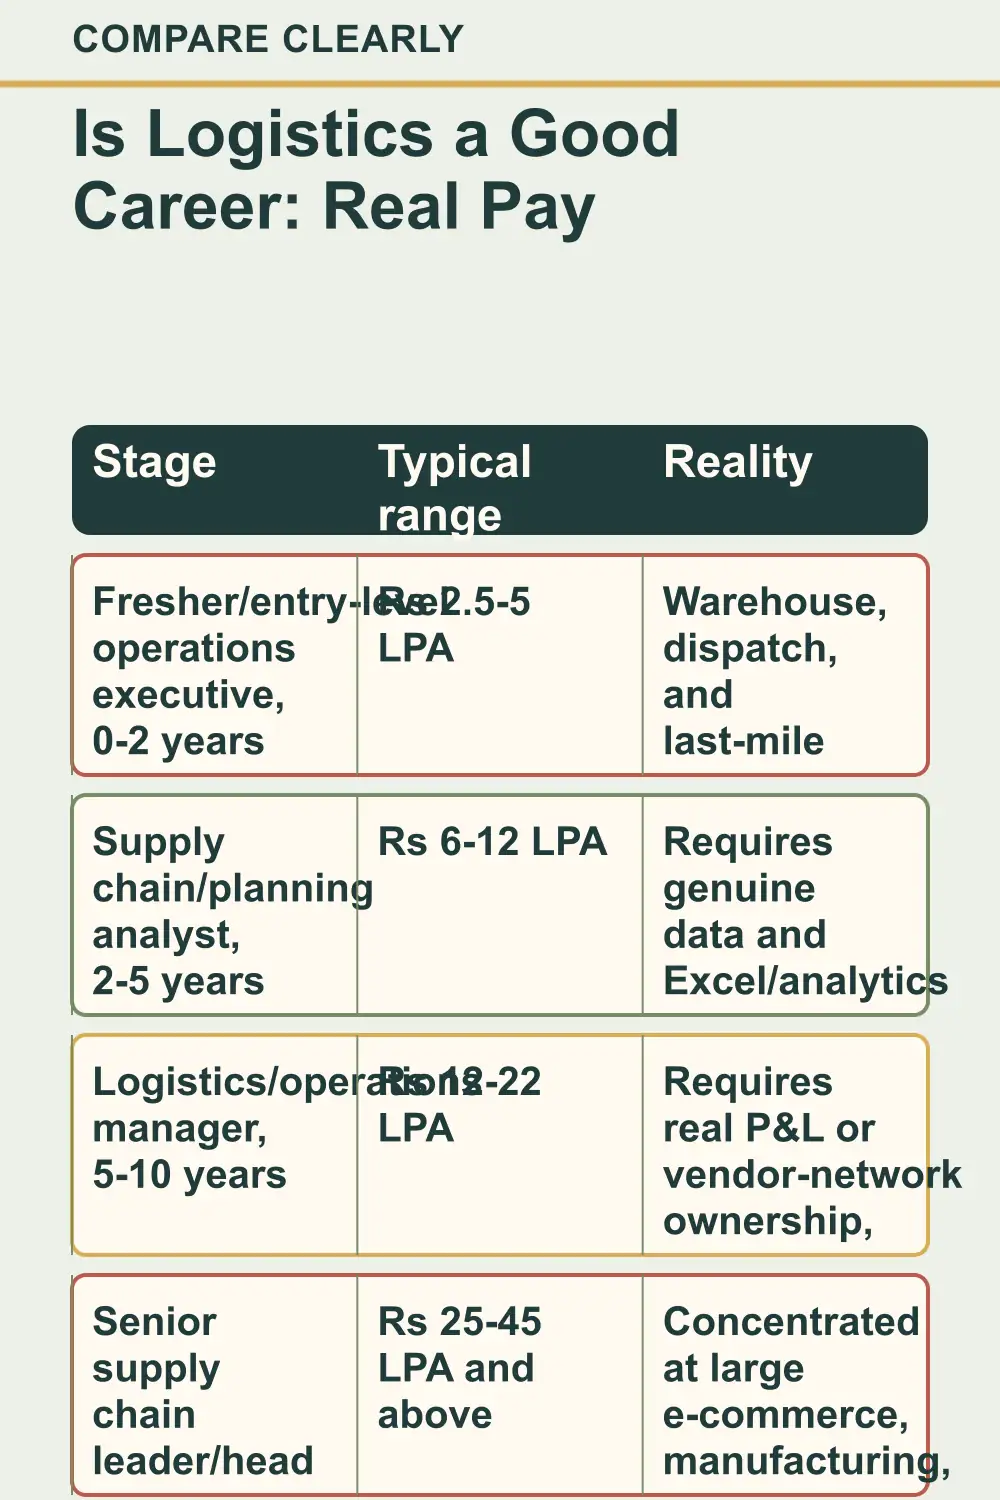 COMPARE CLEARLY
Is Logistics a Good
Career: Real Pay
Stage
Typical
range
Reality
Fresher/entry-level
operations
executive,
0-2 years
Rs 2.5-5
LPA
Warehouse,
dispatch,
and
last-mile
Supply
chain/planning
analyst,
2-5 years
Rs 6-12 LPA
Requires
genuine
data and
Excel/analytics
Logistics/operations
manager,
5-10 years
Rs 12-22
LPA
Requires
real P&L or
vendor-network
ownership,
Senior
supply
chain
leader/head
Rs 25-45
LPA and
above
Concentrated
at large
e-commerce,
manufacturing,